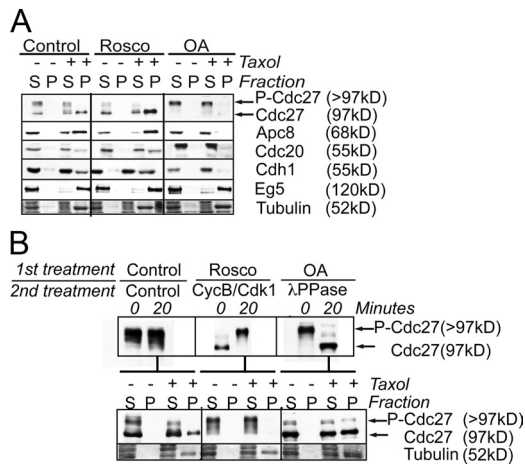 A
Control Rosco OA
- - + + - - + + - - + + Taxol
S P S P S P S P S P S P Fraction
P-Cdc27 (>97kD)
Cdc27 (97kD)
Apc8 (68kD)
Cdc20 (55kD)
Cdh1 (55kD)
Eg5 (120kD)
Tubulin (52kD)
B
1st treatment Control Rosco OA
2nd treatment Control CycB/Cdk1 λPPase
0 20 0 20 0 20 Minutes
P-Cdc27(>97kD)
Cdc27(97kD)
- - + + - - + + - - + + Taxol
S P S P S P S P S P S P Fraction
P-Cdc27 (>97kD)
Cdc27 (97kD)
Tubulin (52kD)